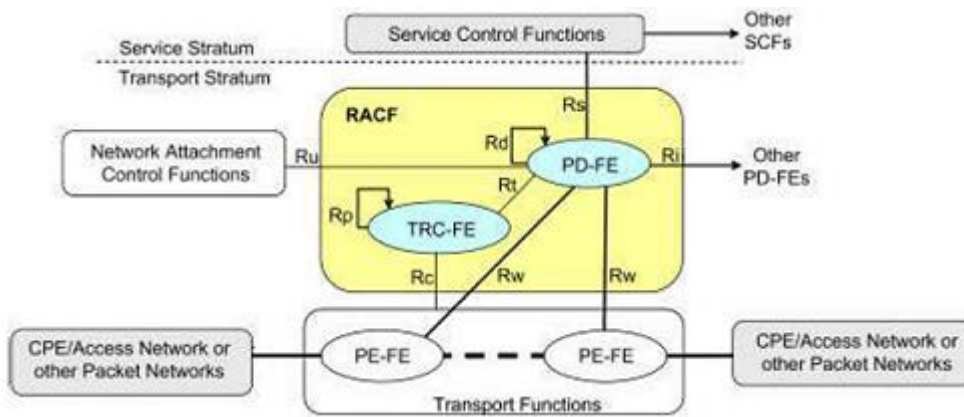 Service Control Functions
Other
SCFs
Service Stratum
Transport Stratum
RACF
Rs
Network Attachment
Control Functions
Ru
Rd
PD-FE
Ri
Other
PD-FEs
Rt
Rp
TRC-FE
Rc
Rw
Rw
CPE/Access Network or
other Packet Networks
PE-FE
PE-FE
CPE/Access Network or
other Packet Networks
Transport Functions